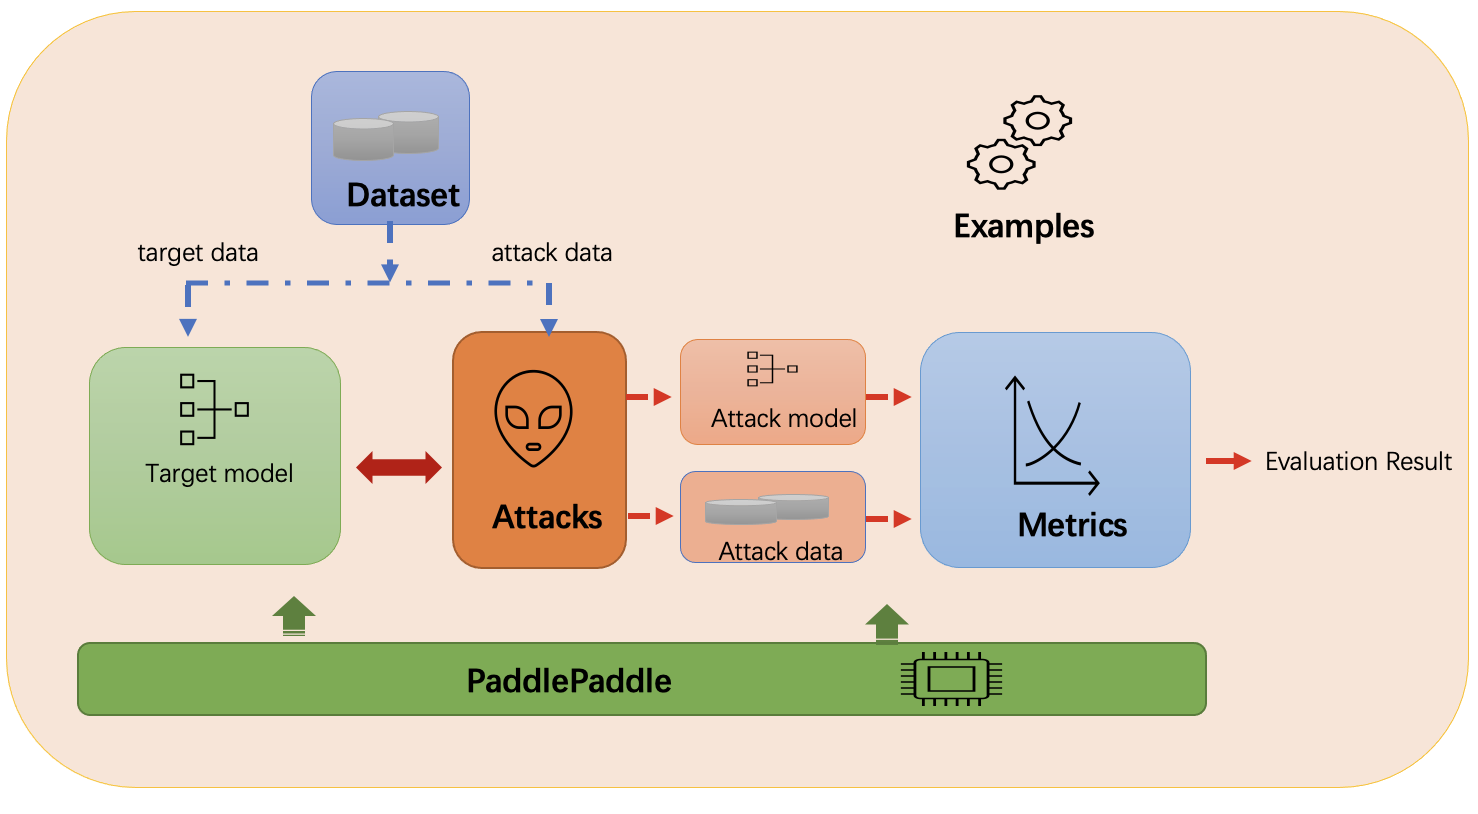 Dataset
Examples
target data
attack data
Target model
Attacks
Attack model
Attack data
Metrics
Evaluation Result
PaddlePaddle